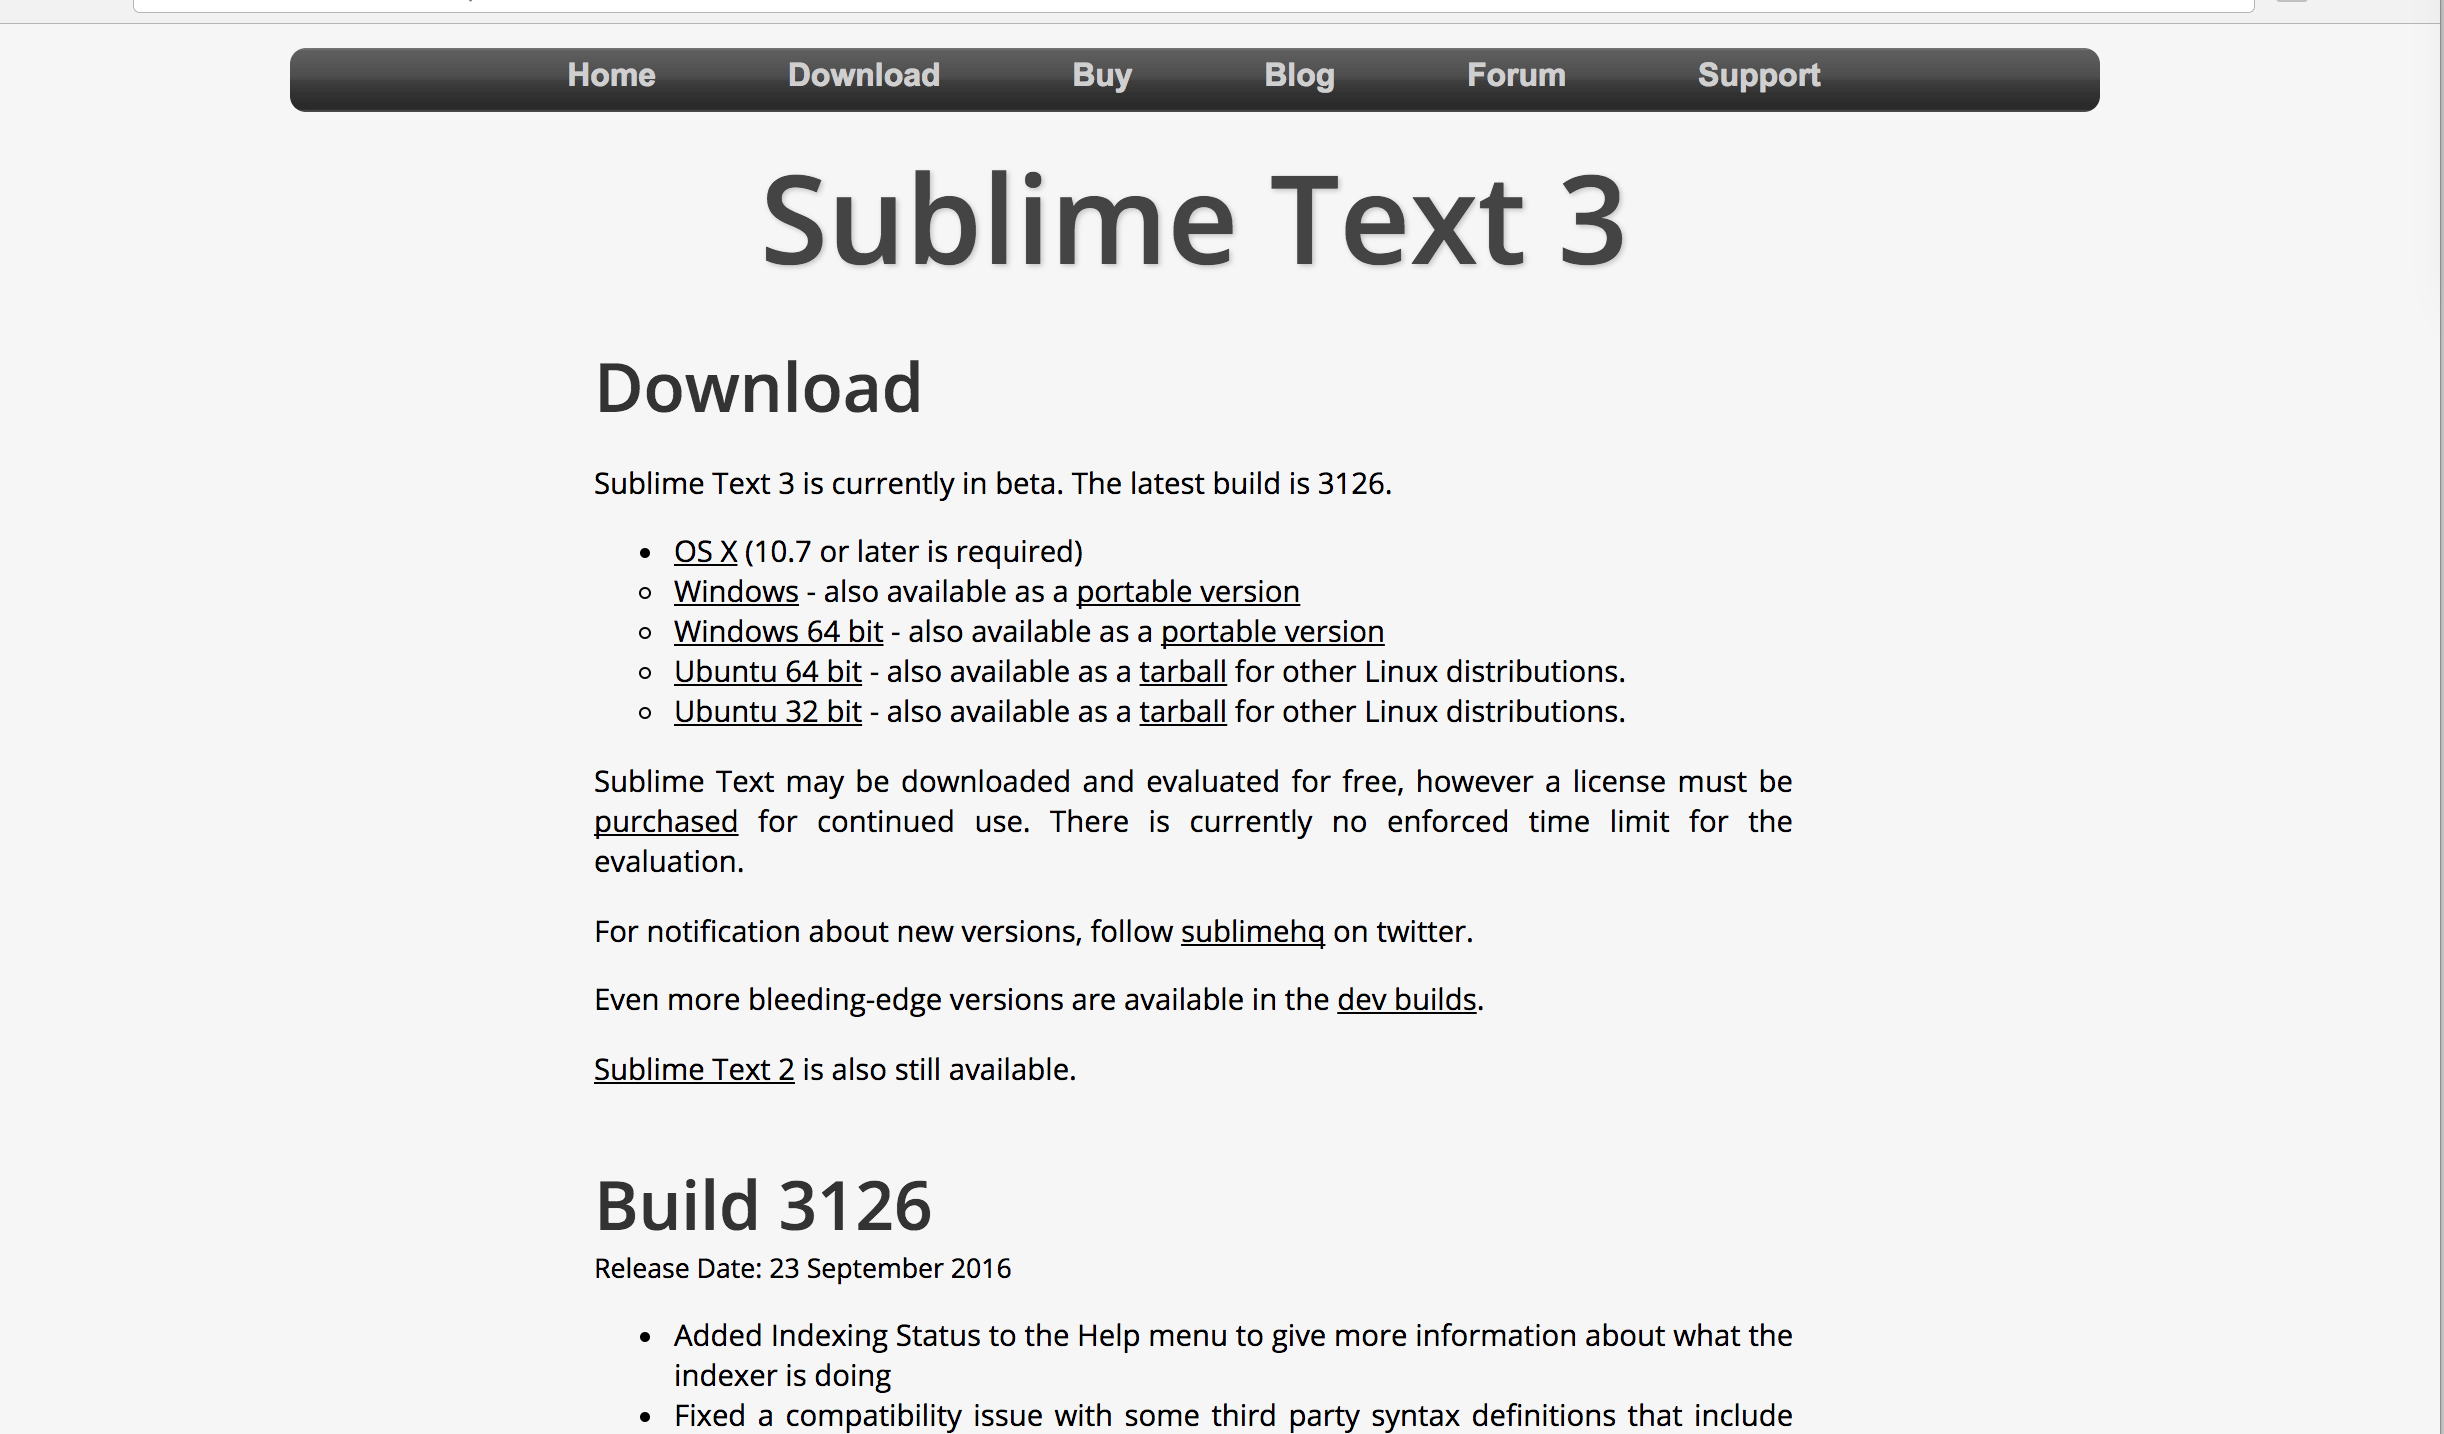 Home Download Buy Blog Forum Support
Sublime Text 3
Download
Sublime Text 3 is currently in beta. The latest build is 3126.
OS X (10.7 or later is required)
Windows - also available as a portable version
Windows 64 bit - also available as a portable version
Ubuntu 64 bit - also available as a tarball for other Linux distributions.
Ubuntu 32 bit - also available as a tarball for other Linux distributions.
Sublime Text may be downloaded and evaluated for free, however a license must be
purchased for continued use. There is currently no enforced time limit for the
evaluation.
For notification about new versions, follow sublimehq on twitter.
Even more bleeding-edge versions are available in the dev builds.
Sublime Text 2 is also still available.
Build 3126
Release Date: 23 September 2016
Added Indexing Status to the Help menu to give more information about what the
indexer is doing
Fixed a compatibility issue with some third party syntax definitions that include